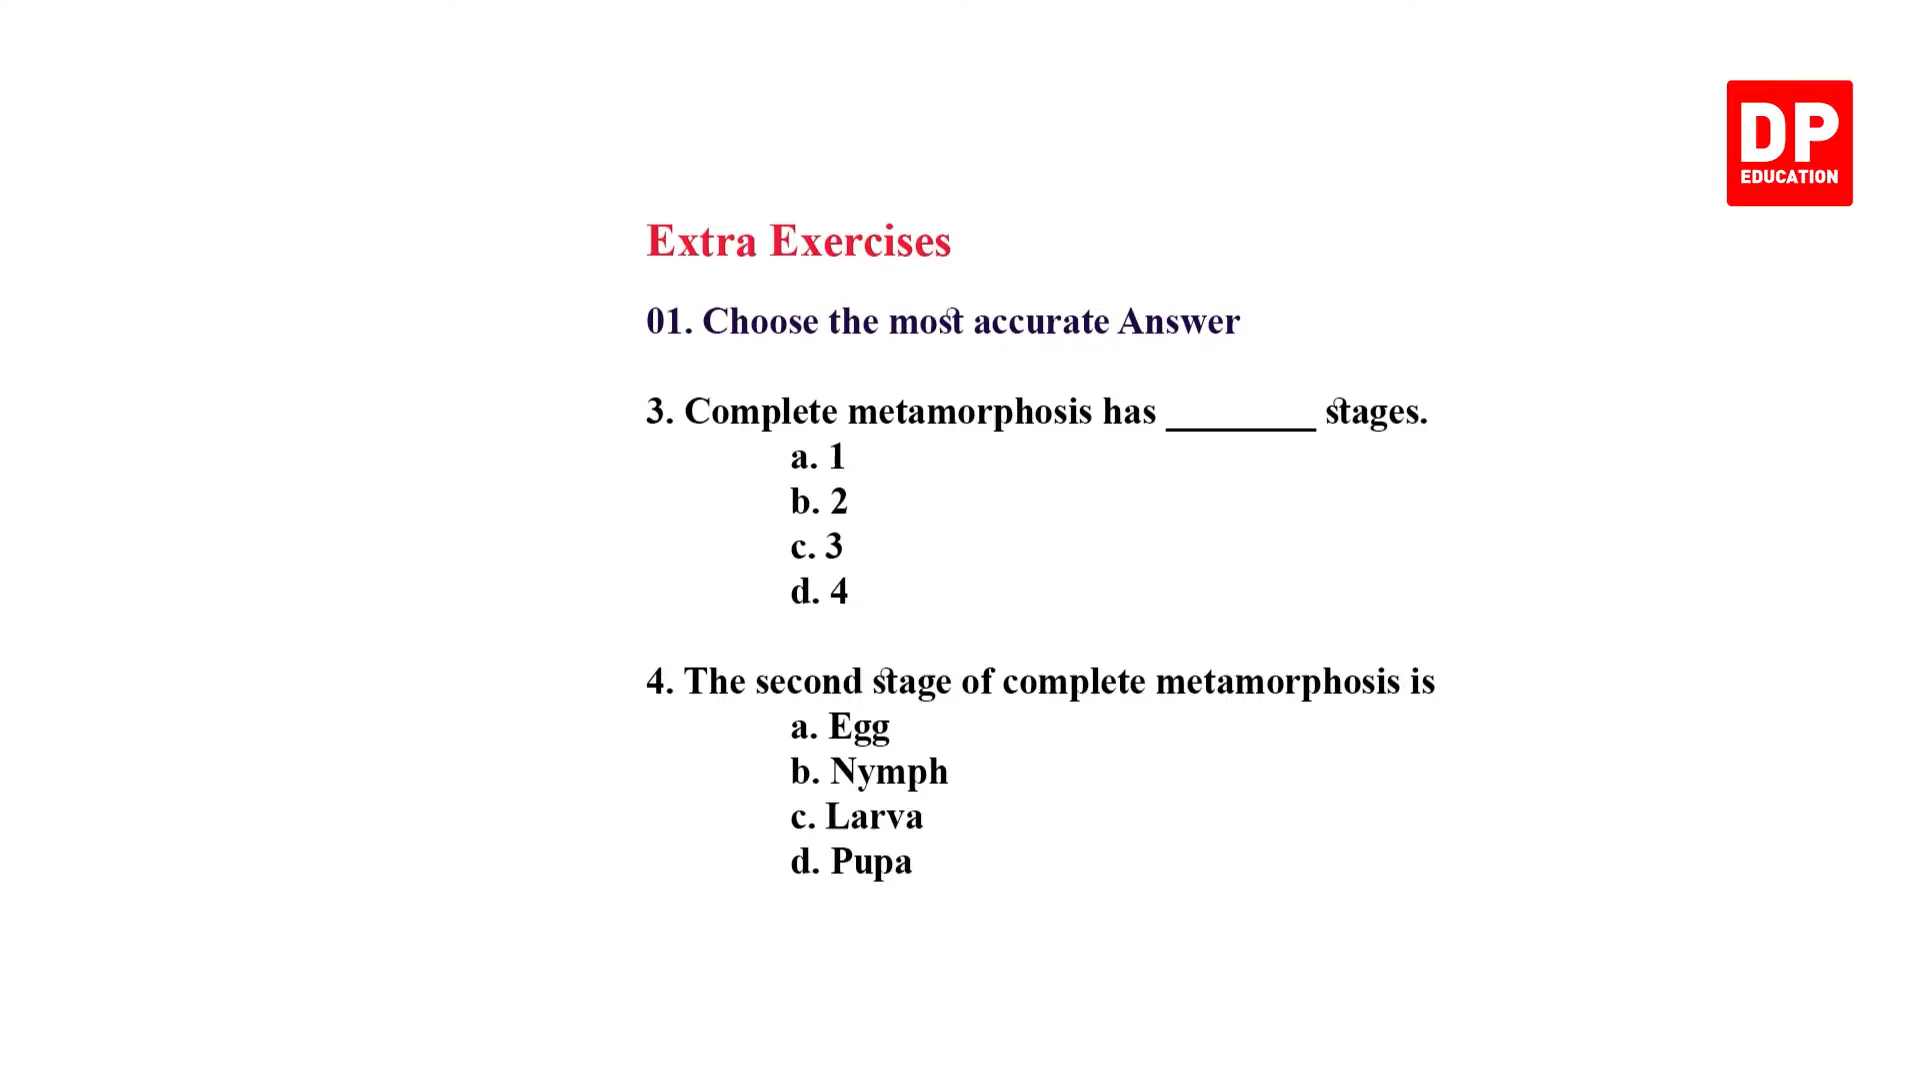 DP
EDUCATION
Extra Exercises
01. Choose the most accurate Answer
3. Complete metamorphosis has ________ stages.
a. 1
b. 2
c. 3
d. 4
4. The second stage of complete metamorphosis is
a. Egg
b. Nymph
c. Larva
d. Pupa